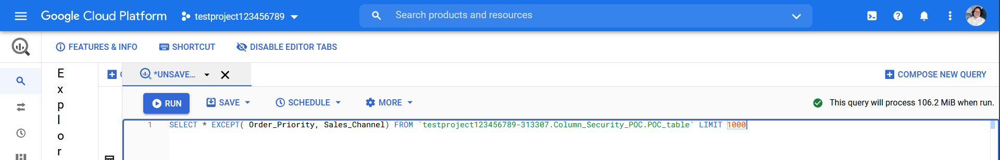 Google Cloud Platform testproject123456789 Search products and resources
FEATURES & INFO SHORTCUT DISABLE EDITOR TABS
Explor
*UNSAVE... COMPOSE NEW QUERY
RUN SAVE SCHEDULE MORE This query will process 106.2 MiB when run.
1 SELECT * EXCEPT( Order_Priority, Sales_Channel) FROM `testproject123456789-313307.Column_Security_POC.POC_table` LIMIT 1000